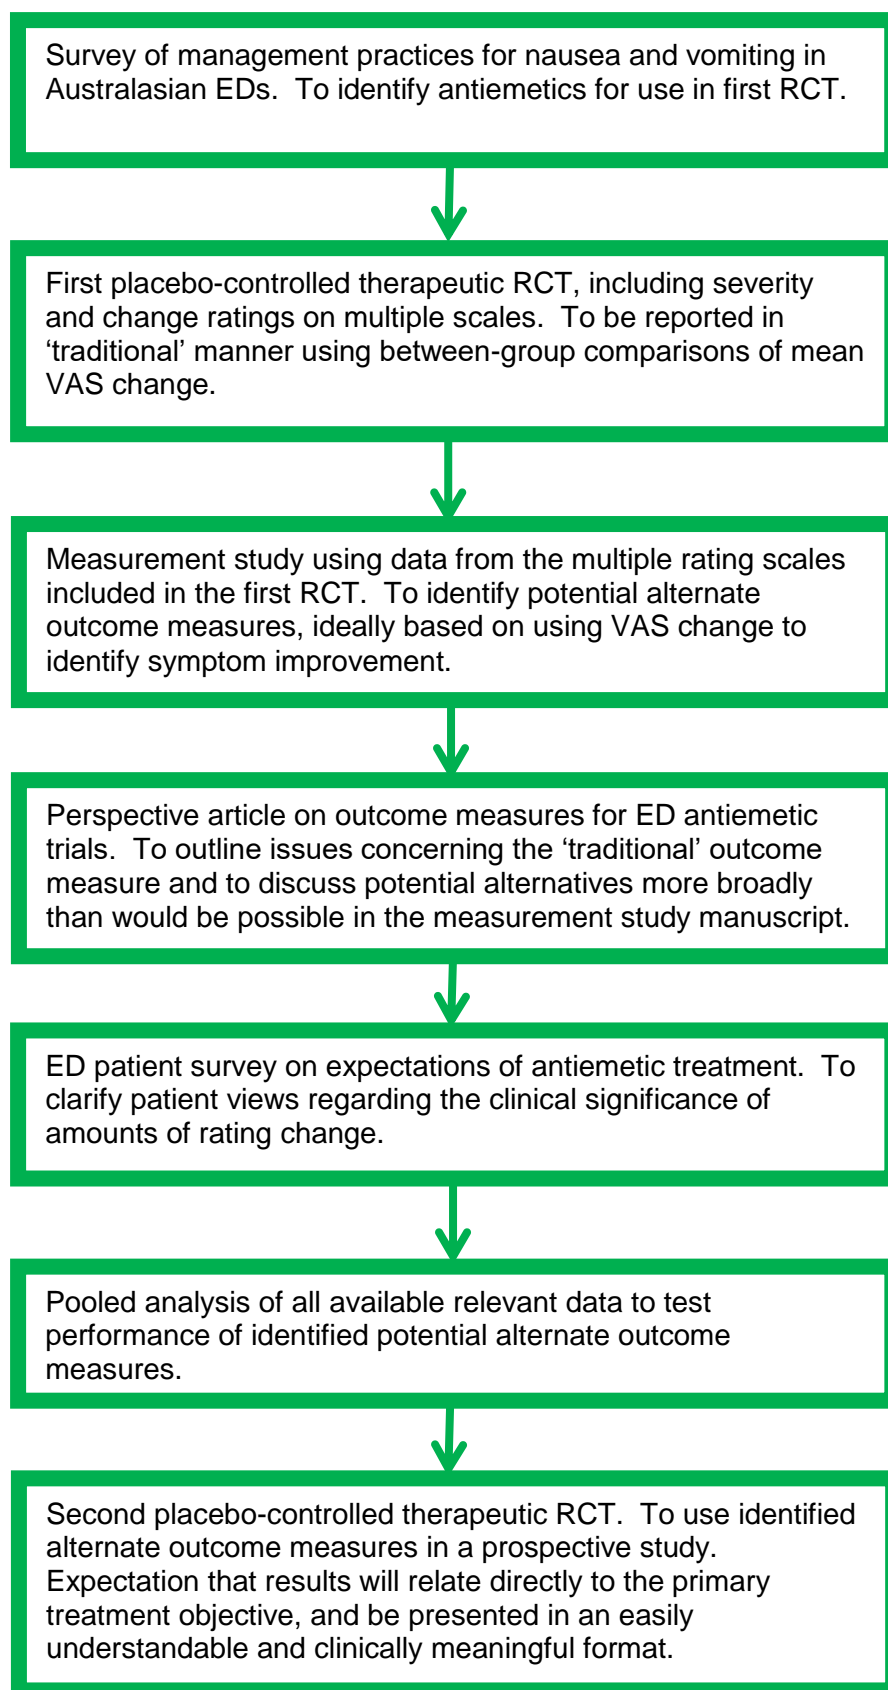 Survey of management practices for nausea and vomiting in
Australasian EDs.  To identify antiemetics for use in first RCT.
First placebo-controlled therapeutic RCT, including severity
and change ratings on multiple scales.  To be reported in
‘traditional’ manner using between-group comparisons of mean
VAS change.
Measurement study using data from the multiple rating scales
included in the first RCT.  To identify potential alternate
outcome measures, ideally based on using VAS change to
identify symptom improvement.
Perspective article on outcome measures for ED antiemetic
trials.  To outline issues concerning the ‘traditional’ outcome
measure and to discuss potential alternatives more broadly
than would be possible in the measurement study manuscript.
ED patient survey on expectations of antiemetic treatment.  To
clarify patient views regarding the clinical significance of
amounts of rating change.
Pooled analysis of all available relevant data to test
performance of identified potential alternate outcome
measures.
Second placebo-controlled therapeutic RCT.  To use identified
alternate outcome measures in a prospective study.
Expectation that results will relate directly to the primary
treatment objective, and be presented in an easily
understandable and clinically meaningful format.